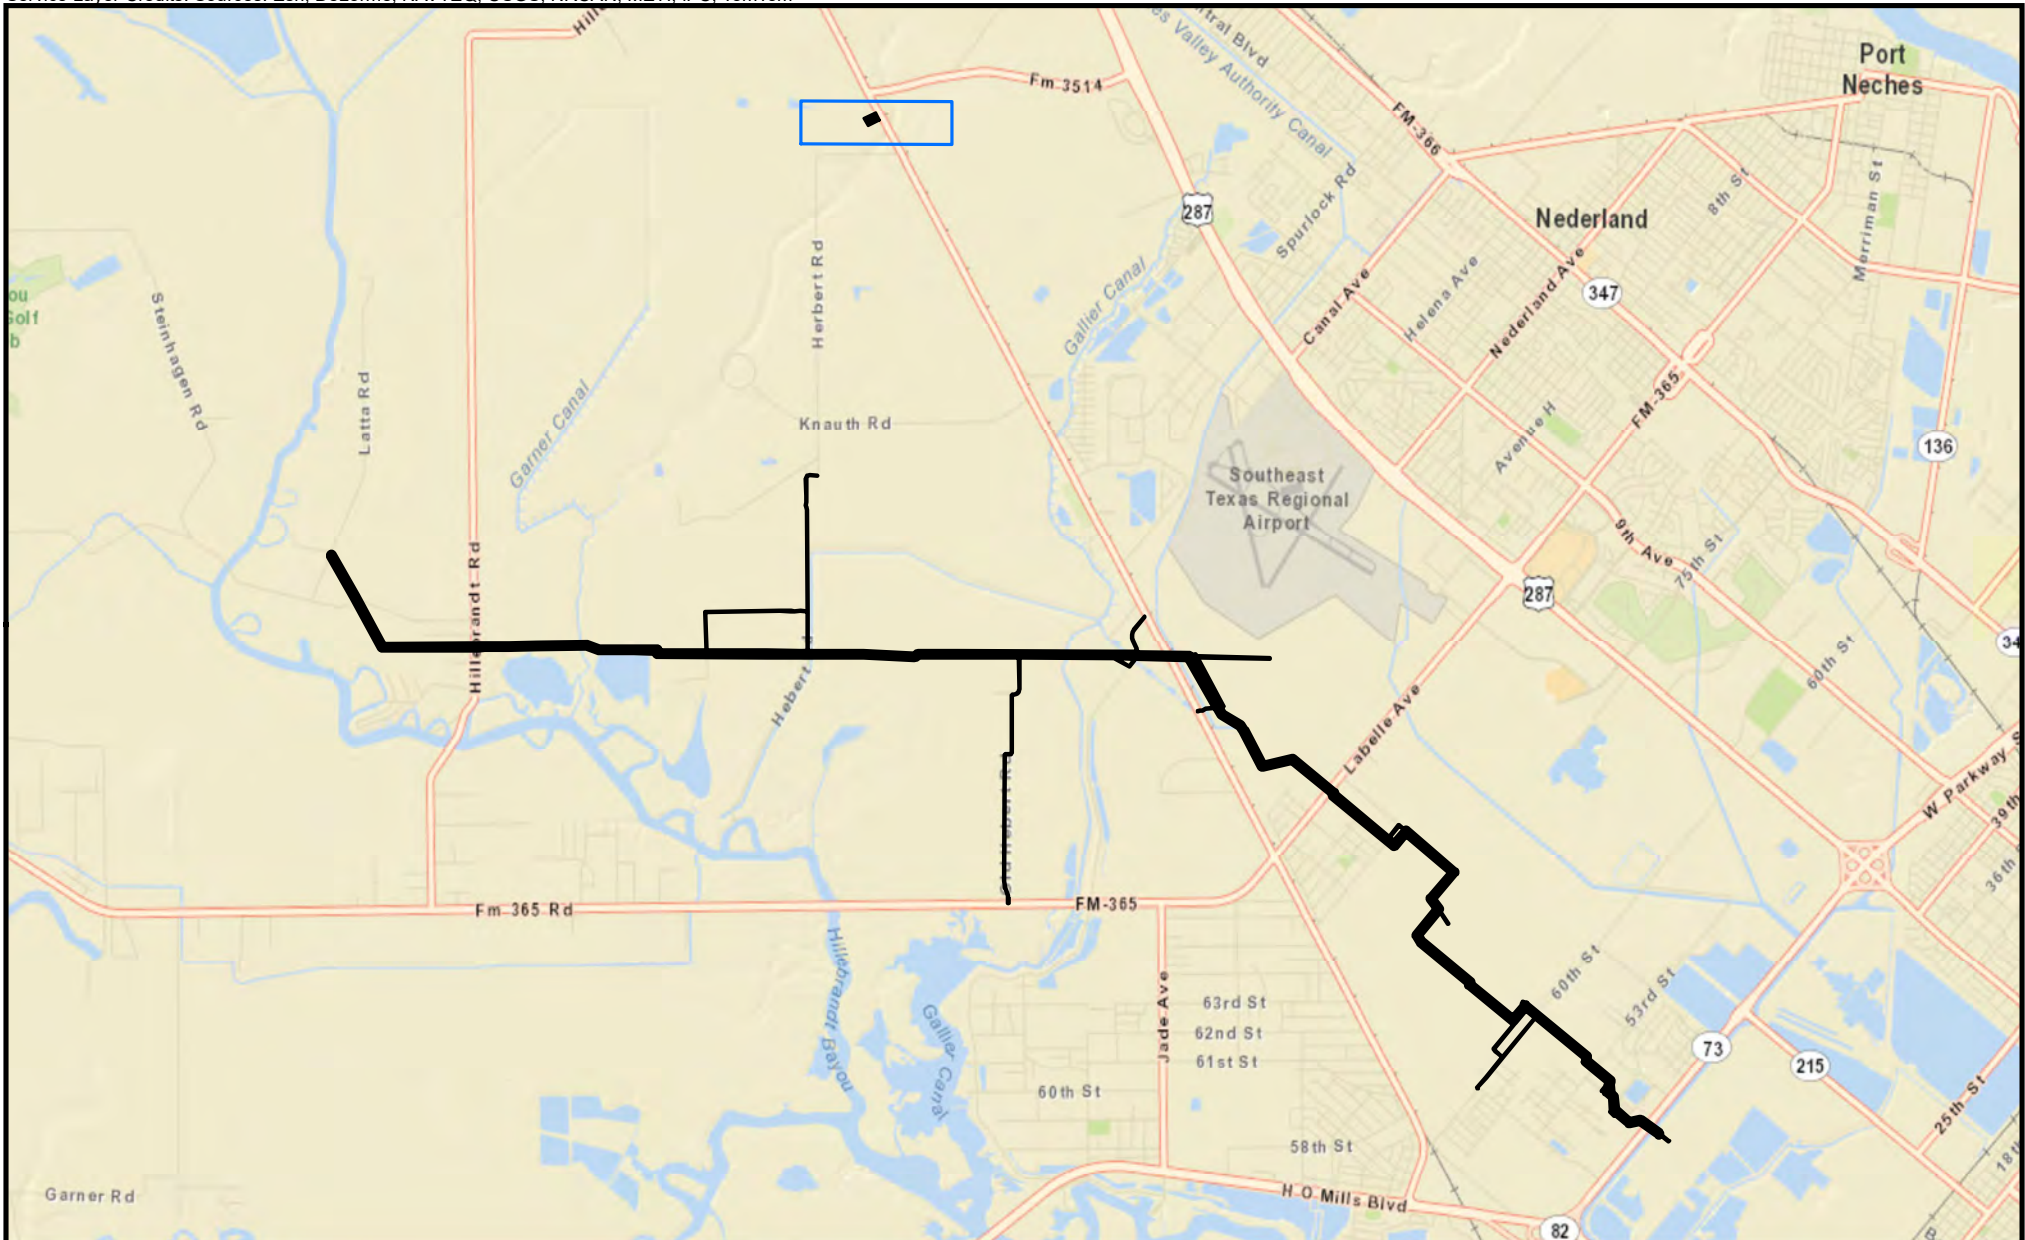 Fm 3514
Port
Neches
FM-366
Spurlock Rd
8th St
Merriman St
287
Nederland
Gallier Canal
Canal Ave
Helena Ave
Nederland Ave
347
Herbert Rd
Steinhagen Rd
Latta Rd
Garner Canal
Knauth Rd
FM-365
Avenue H
136
Southeast
Texas Regional
Airport
9th Ave
75th St
287
60th St
Hebert
Labelle Ave
W Parkway S
39th
36th
Fm 365 Rd
FM-365
Hillebrandt Bayou
Gallier Canal
Jade Ave
63rd St
62nd St
61st St
60th St
58th St
60th St
53rd St
73
215
25th St
Garner Rd
H O Mills Blvd
82